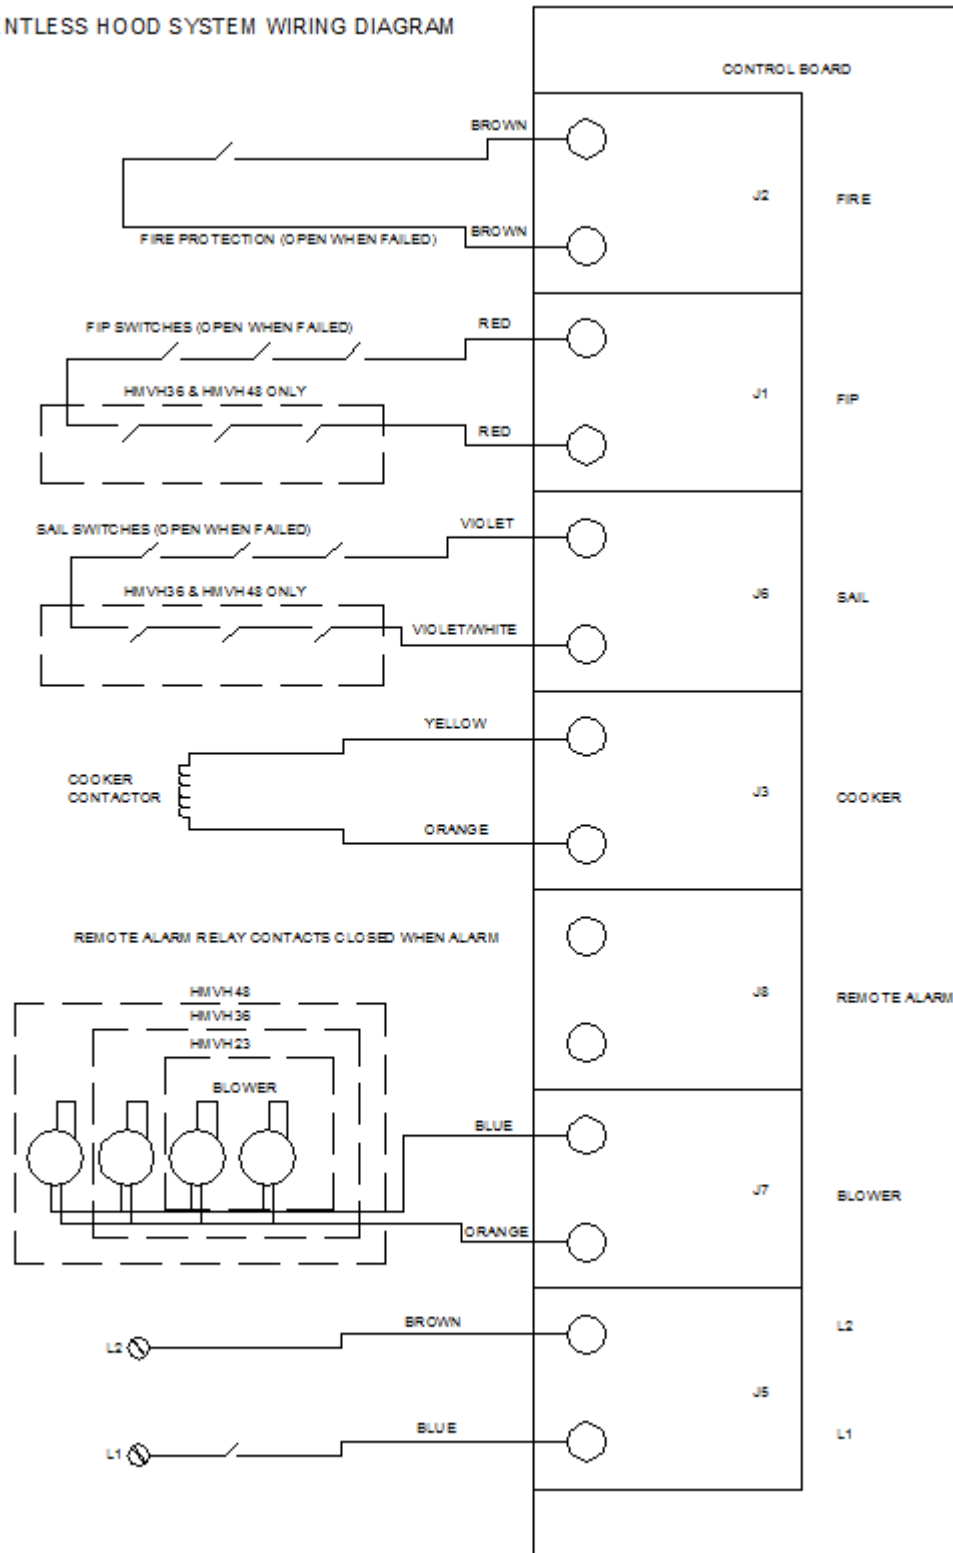 NTLESS HOOD SYSTEM WIRING DIAGRAM
CONTROL BOARD
BROWN
J2
FIRE
BROWN
FIRE PROTECTION (OPEN WHEN FAILED)
RED
FIP SWITCHES (OPEN WHEN FAILED)
HMVH36 & HMVH48 ONLY
J1
FIP
RED
VIOLET
SAIL SWITCHES (OPEN WHEN FAILED)
HMVH36 & HMVH48 ONLY
J6
SAIL
VIOLET/WHITE
YELLOW
COOKER
CONTACTOR
J3
COOKER
ORANGE
REMOTE ALARM RELAY CONTACTS CLOSED WHEN ALARM
J8
REMOTE ALARM
HMVH48
HMVH36
HMVH23
BLOWER
BLUE
J7
BLOWER
ORANGE
BROWN
L2
L2
J5
BLUE
L1
L1